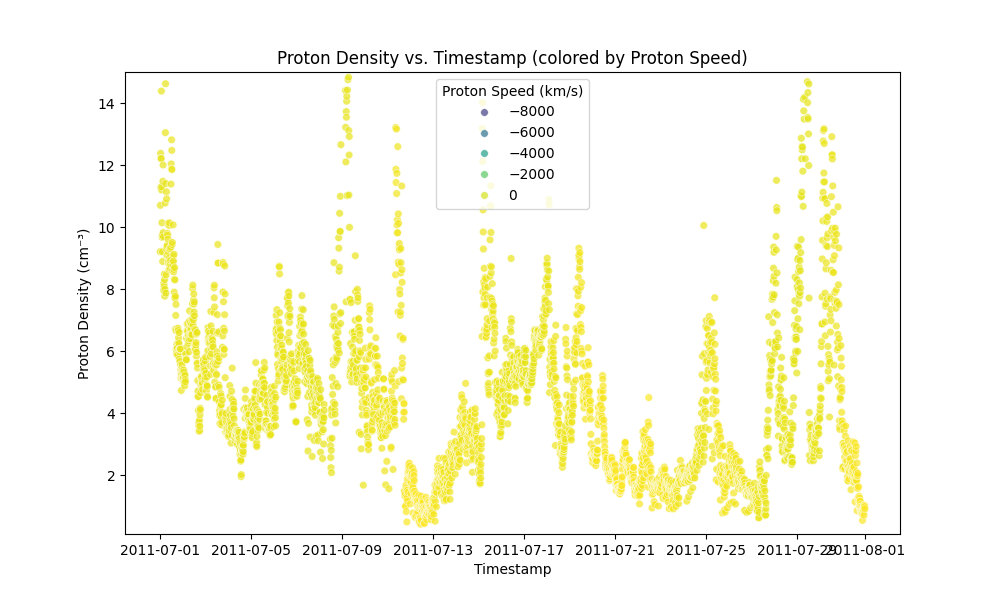 Proton Density vs. Timestamp (colored by Proton Speed)
Proton Speed (km/s)
−8000
−6000
−4000
−2000
0
Proton Density (cm⁻³)
14
12
10
8
6
4
2
2011-07-01 2011-07-05 2011-07-09 2011-07-13 2011-07-17 2011-07-21 2011-07-25 2011-07-29 2011-08-01
Timestamp